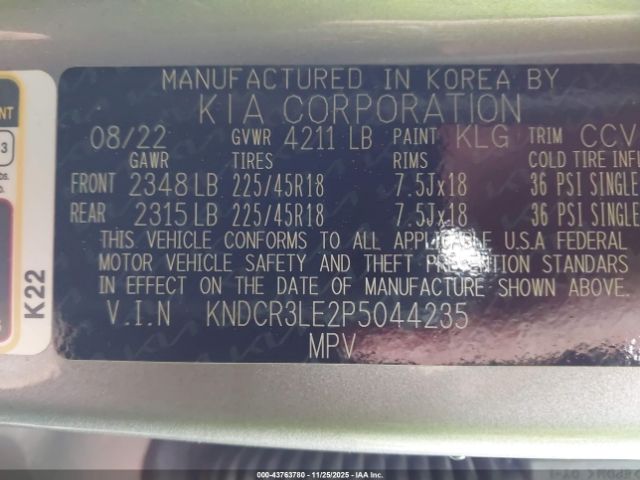 MANUFACTURED IN KOREA BY
KIA CORPORATION
08/22 GVWR 4211 LB PAINT KLG TRIM CCV
GAWR TIRES RIMS COLD TIRE INFL
FRONT 2348 LB 225/45R18 7.5Jx18 36 PSI SINGLE
REAR 2315 LB 225/45R18 7.5Jx18 36 PSI SINGLE
THIS VEHICLE CONFORMS TO ALL APPLICABLE U.S.A FEDERAL
MOTOR VEHICLE SAFETY AND THEFT PREVENTION STANDARS
IN EFFECT ON THE DATE OF MANUFACTURE SHOWN ABOVE.
V.I.N KNDCR3LE2P5044235
MPV
K22
000-43763780 - 11/25/2025 - IAA Inc.